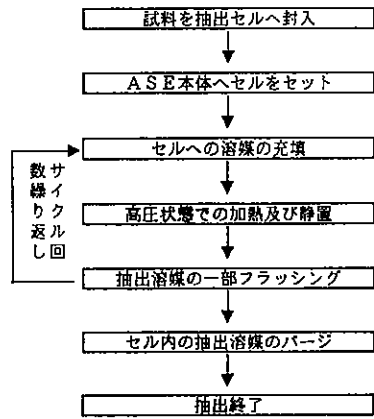 試料を抽出セルへ封入
ＡＳＥ本体へセルをセット
セルへの溶媒の充填
サイクル回
数繰り返し
高圧状態での加熱及び静置
抽出溶媒の一部フラッシング
セル内の抽出溶媒のパージ
抽出終了